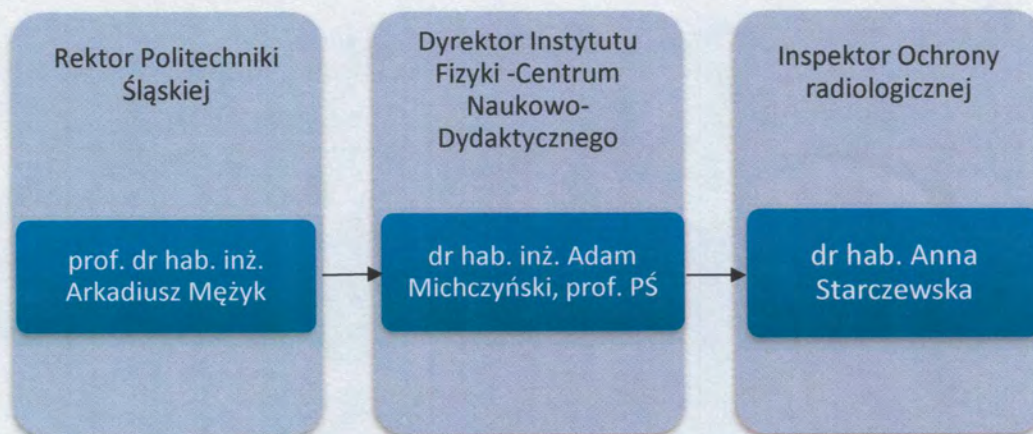 Rektor Politechniki
Śląskiej
prof. dr hab. inż.
Arkadiusz Mężyk
Dyrektor Instytutu
Fizyki -Centrum
Naukowo-
Dydaktycznego
dr hab. inż. Adam
Michczyński, prof. PŚ
Inspektor Ochrony
radiologicznej
dr hab. Anna
Starczewska